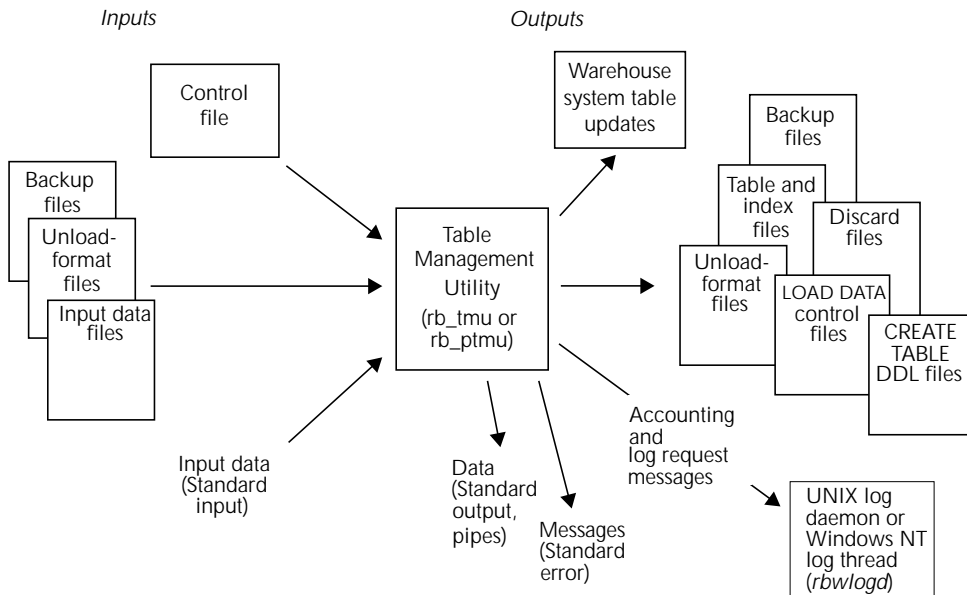 Inputs
Outputs
Control
file
Warehouse
system table
updates
Backup
files
Unload-
format
files
Input data
files
Table
Management
Utility
(rb_tmu or
rb_ptmu)
Backup
files
Table and
index
files
Discard
files
Unload-
format
files
LOAD DATA
control
files
CREATE
TABLE
DDL files
Input data
(Standard
input)
Data
(Standard
output,
pipes)
Messages
(Standard
error)
Accounting
and
log request
messages
UNIX log
daemon or
Windows NT
log thread
(rbwlogd)